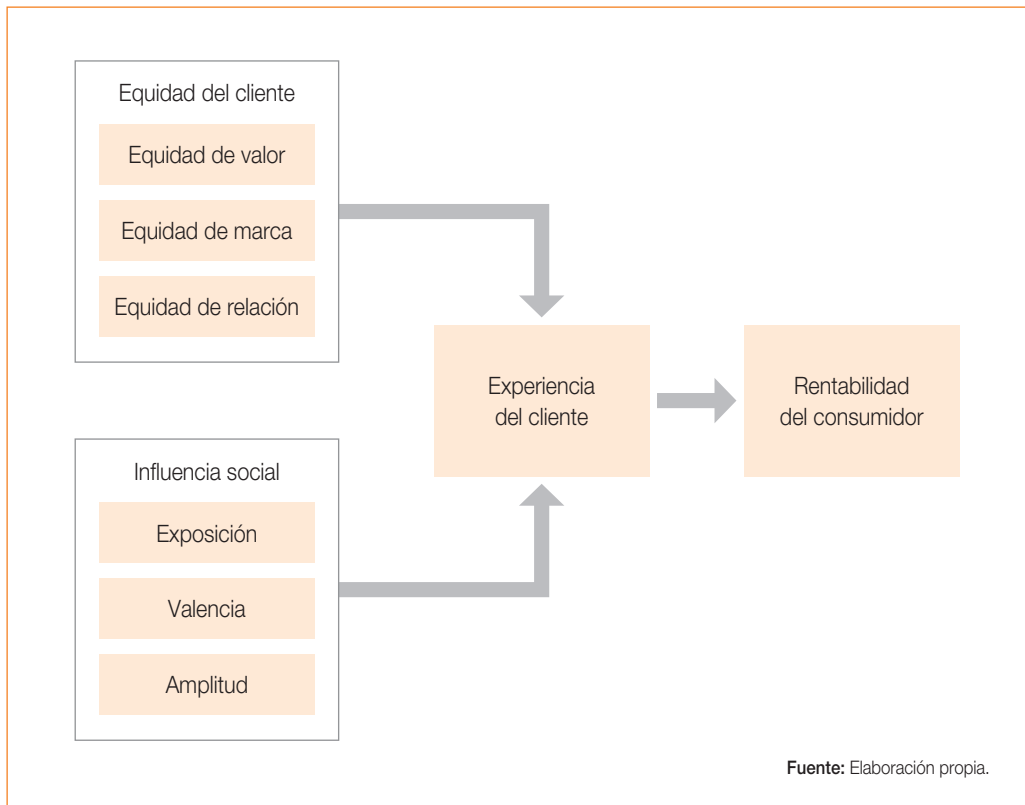 Equidad del cliente
Equidad de valor
Equidad de marca
Equidad de relación
Experiencia
del cliente
Rentabilidad
del consumidor
Influencia social
Exposición
Valencia
Amplitud
Fuente: Elaboración propia.